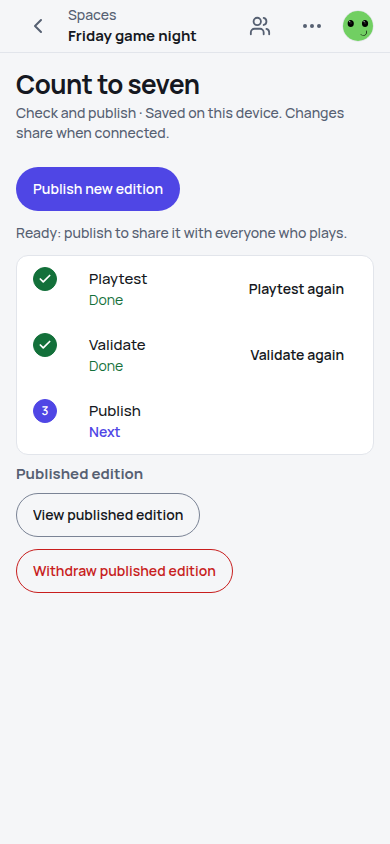 Spaces
Friday game night
Count to seven
Check and publish · Saved on this device. Changes
share when connected.
Publish new edition
Ready: publish to share it with everyone who plays.
Playtest
Done
Playtest again
Validate
Done
Validate again
3
Publish
Next
Published edition
View published edition
Withdraw published edition